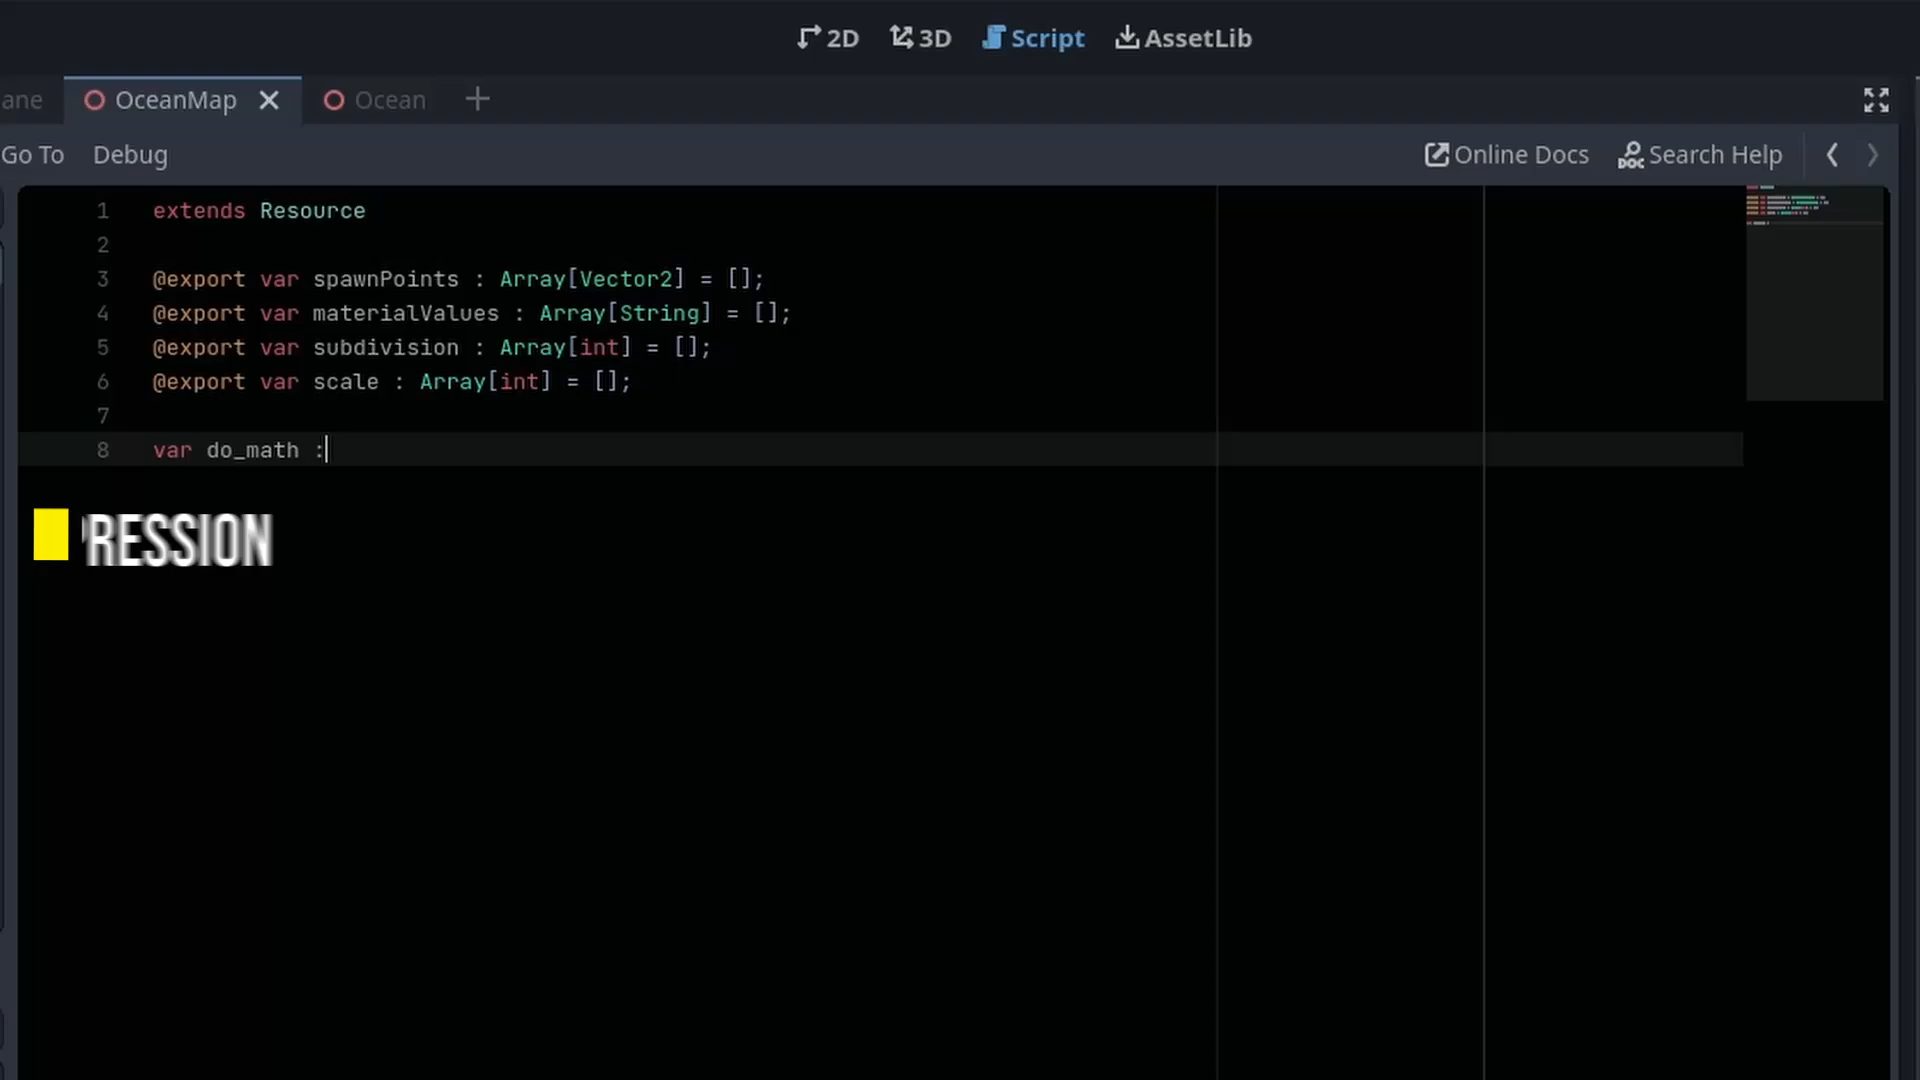 2D 3D Script AssetLib
ane OceanMap Ocean
Go To Debug Online Docs Search Help
1 extends Resource
2
3 @export var spawnPoints : Array[Vector2] = [];
4 @export var materialValues : Array[String] = [];
5 @export var subdivision : Array[int] = [];
6 @export var scale : Array[int] = [];
7
8 var do_math :
RESSION